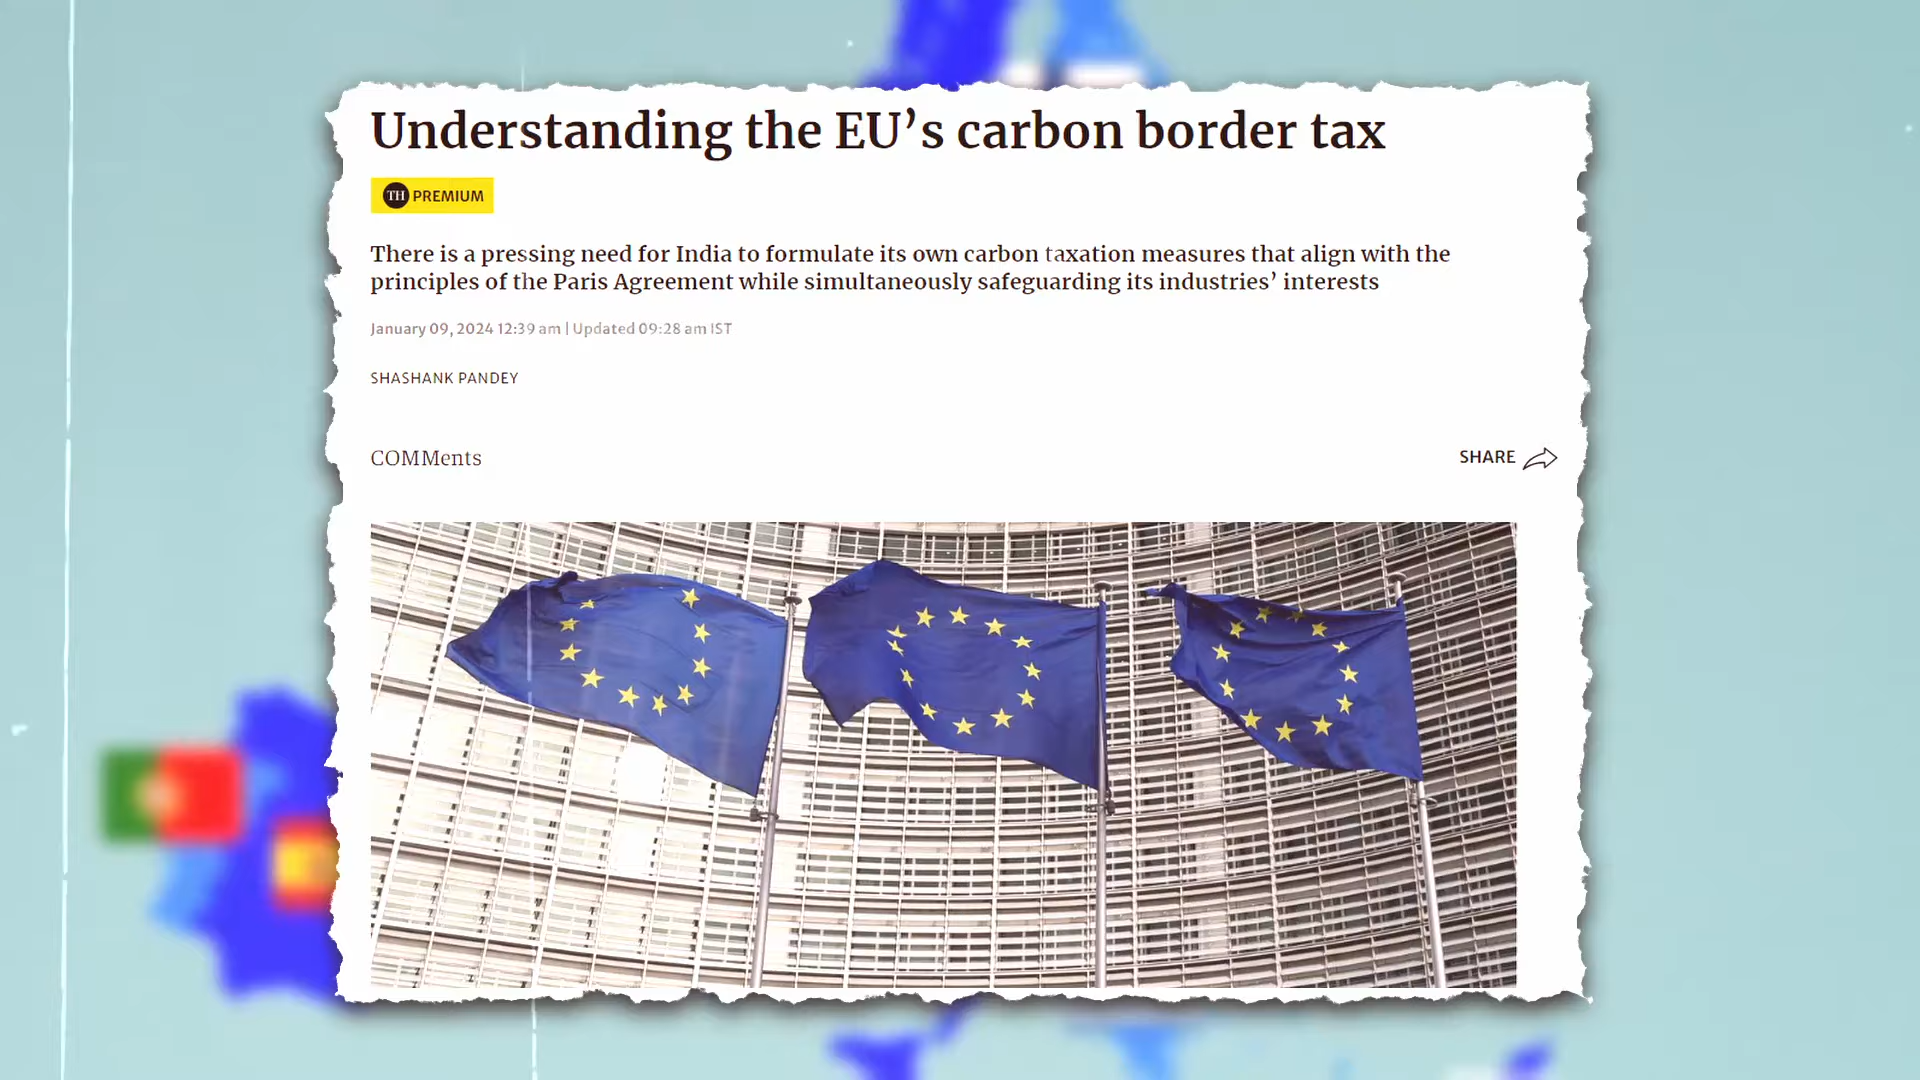 Understanding the EU’s carbon border tax
TH PREMIUM
There is a pressing need for India to formulate its own carbon taxation measures that align with the
principles of the Paris Agreement while simultaneously safeguarding its industries’ interests
January 09, 2024 12:39 am | Updated 09:28 am IST
SHASHANK PANDEY
COMMents
SHARE